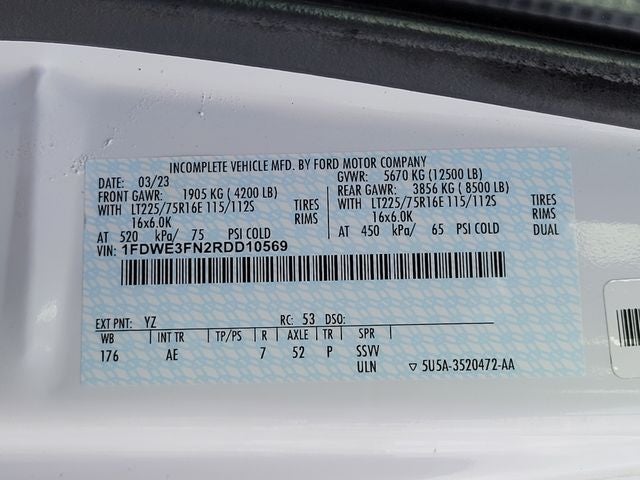 INCOMPLETE VEHICLE MFD. BY FORD MOTOR COMPANY
DATE: 03/23 GVWR: 5670 KG (12500 LB)
FRONT GAWR: 1905 KG ( 4200 LB) REAR GAWR: 3856 KG ( 8500 LB)
WITH LT225/75R16E 115/112S TIRES WITH LT225/75R16E 115/112S TIRES
16x6.0K RIMS 16x6.0K RIMS
AT 520 kPa/ 75 PSI COLD AT 450 kPa/ 65 PSI COLD DUAL
VIN: 1FDWE3FN2RDD10569
EXT PNT: YZ RC: 53 DSO:
WB INT TR TP/PS R AXLE TR SPR
176 AE 7 52 P SSVV
ULN ▽ 5U5A-3520472-AA